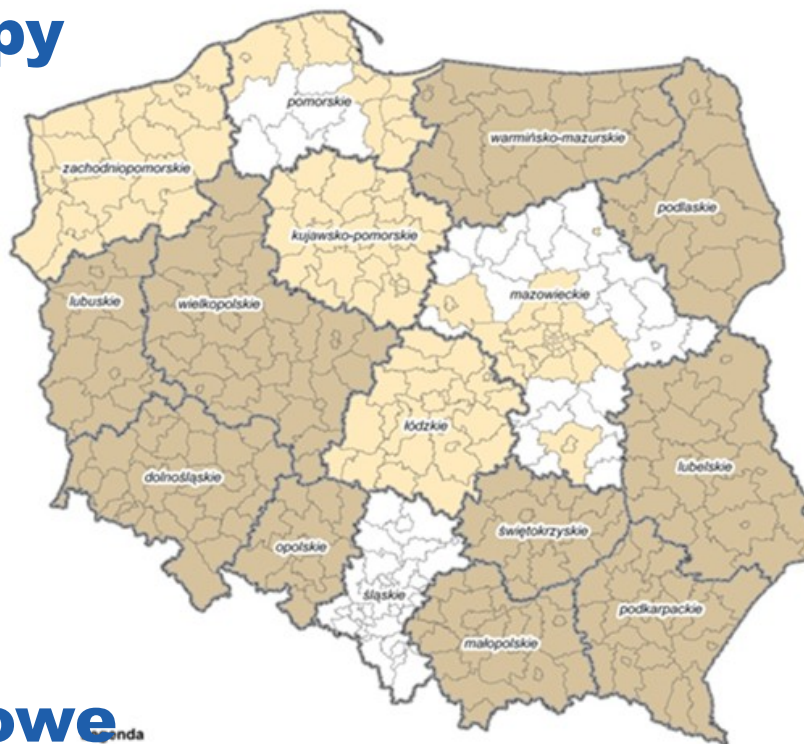 py
pomorskie
warmińsko-mazurskie
zachodniopomorskie
podlaskie
kujawsko-pomorskie
mazowieckie
lubuskie
wielkopolskie
łódzkie
lubelskie
dolnośląskie
świętokrzyskie
opolskie
śląskie
podkarpackie
małopolskie
owe
enda